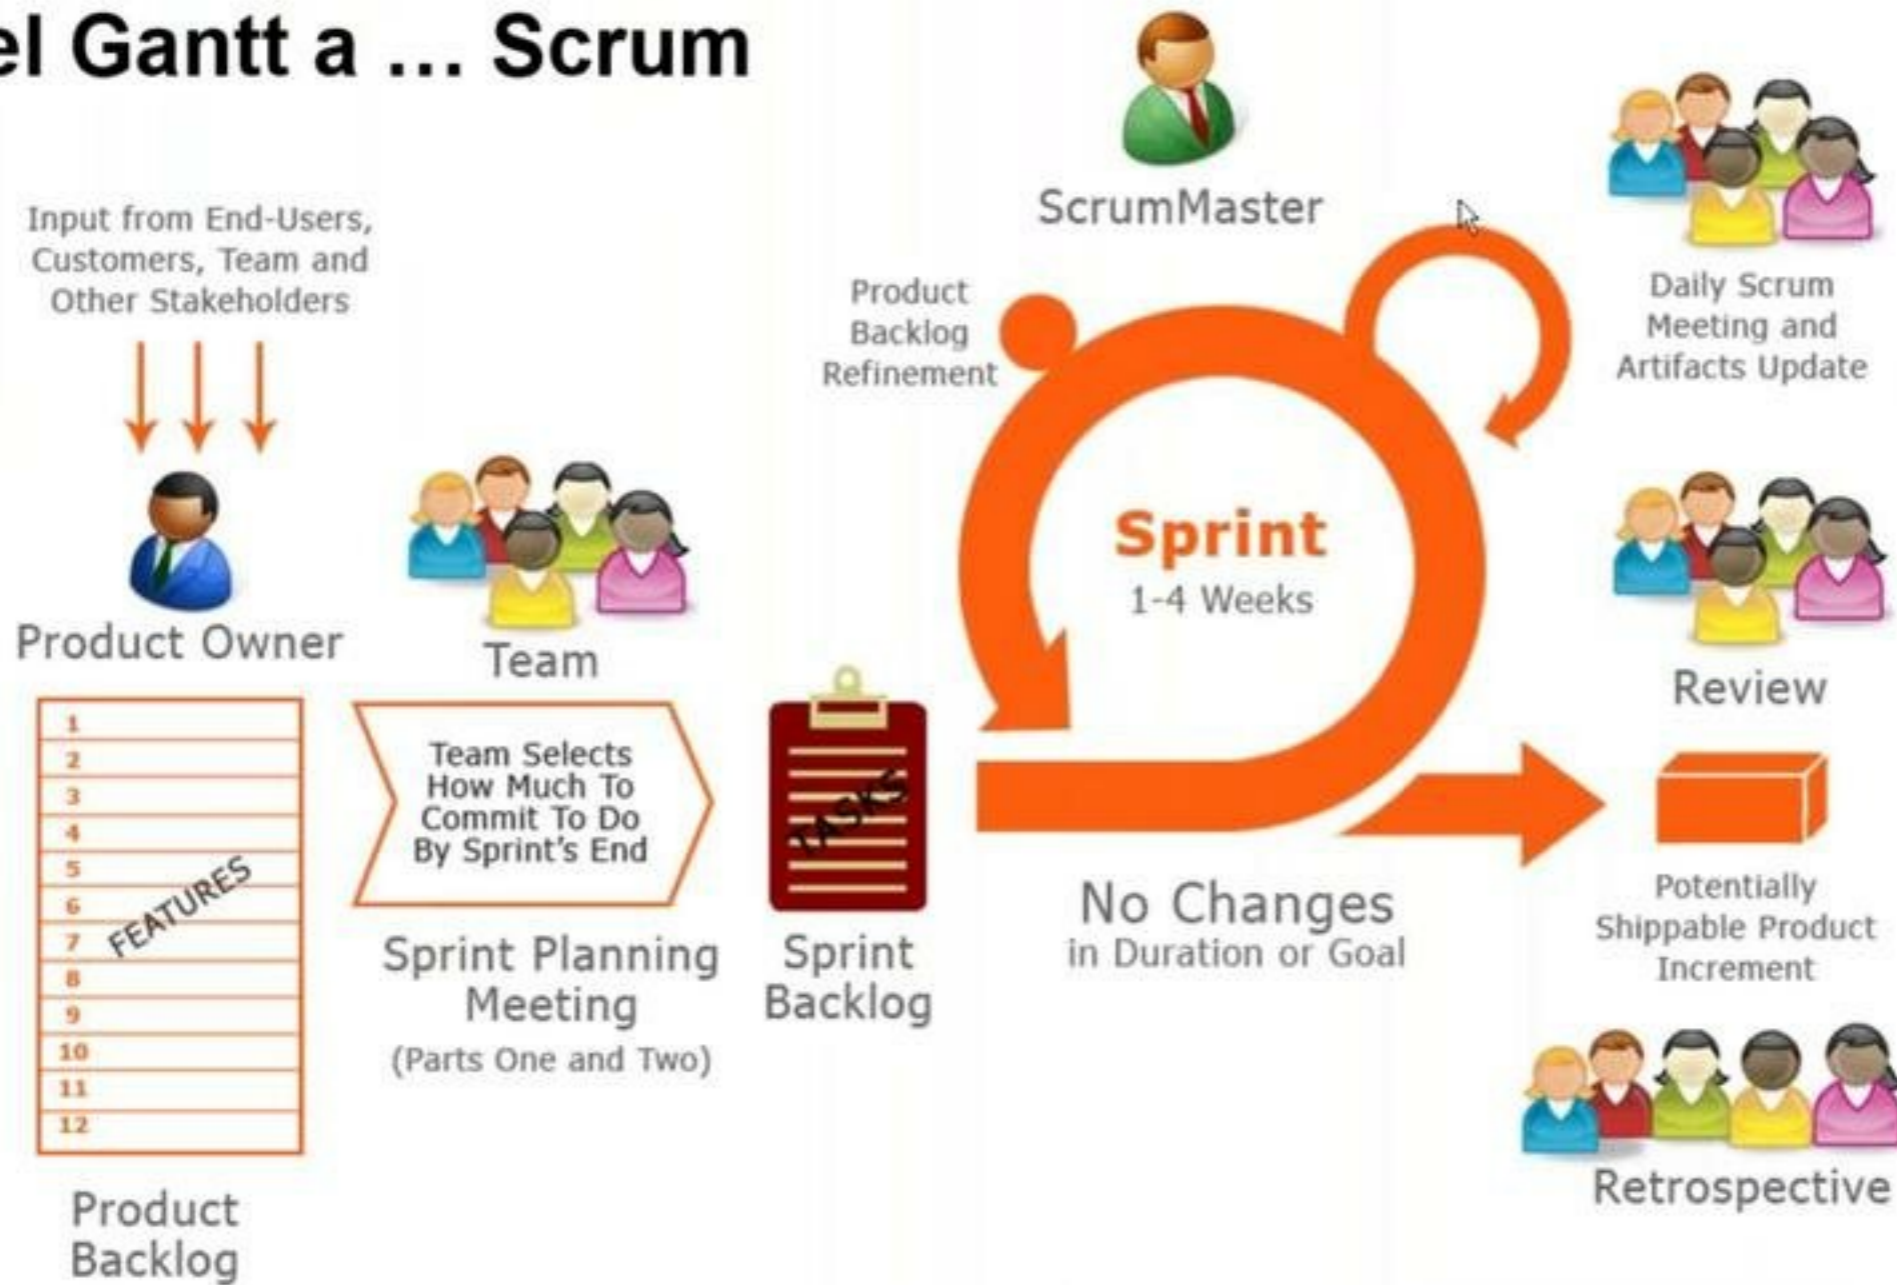 el Gantt a ... Scrum
Input from End-Users,
Customers, Team and
Other Stakeholders
Product Owner
Team
1
2
3
4
5
6
7
8
9
10
11
12
FEATURES
Product
Backlog
Team Selects
How Much To
Commit To Do
By Sprint's End
Sprint Planning
Meeting
(Parts One and Two)
TASKS
Sprint
Backlog
ScrumMaster
Product
Backlog
Refinement
Sprint
1-4 Weeks
No Changes
in Duration or Goal
Daily Scrum
Meeting and
Artifacts Update
Review
Potentially
Shippable Product
Increment
Retrospective